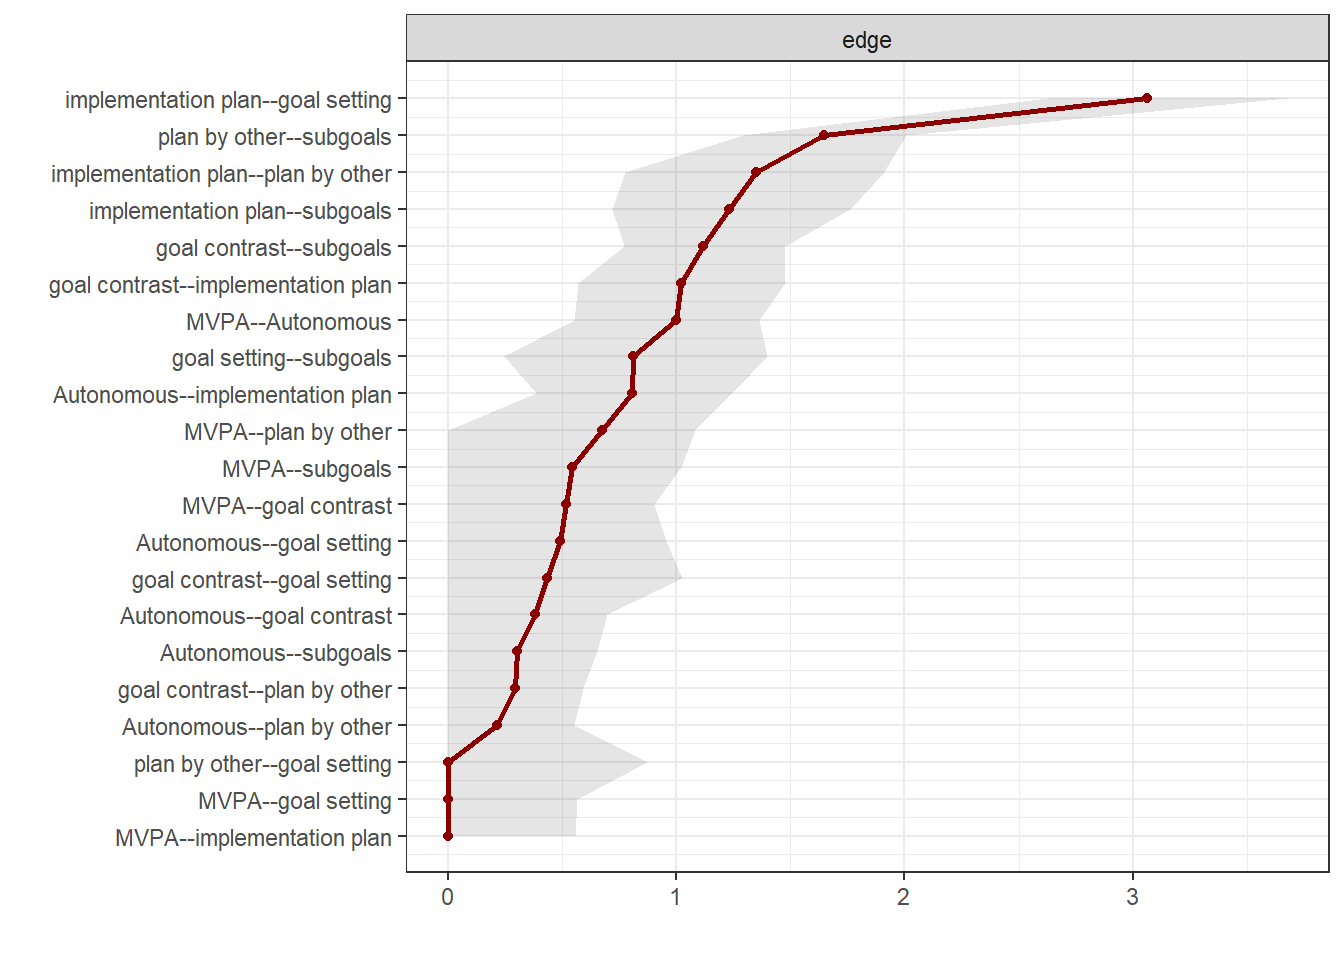 edge
implementation plan--goal setting
plan by other--subgoals
implementation plan--plan by other
implementation plan--subgoals
goal contrast--subgoals
goal contrast--implementation plan
MVPA--Autonomous
goal setting--subgoals
Autonomous--implementation plan
MVPA--plan by other
MVPA--subgoals
MVPA--goal contrast
Autonomous--goal setting
goal contrast--goal setting
Autonomous--goal contrast
Autonomous--subgoals
goal contrast--plan by other
Autonomous--plan by other
plan by other--goal setting
MVPA--goal setting
MVPA--implementation plan
0 1 2 3